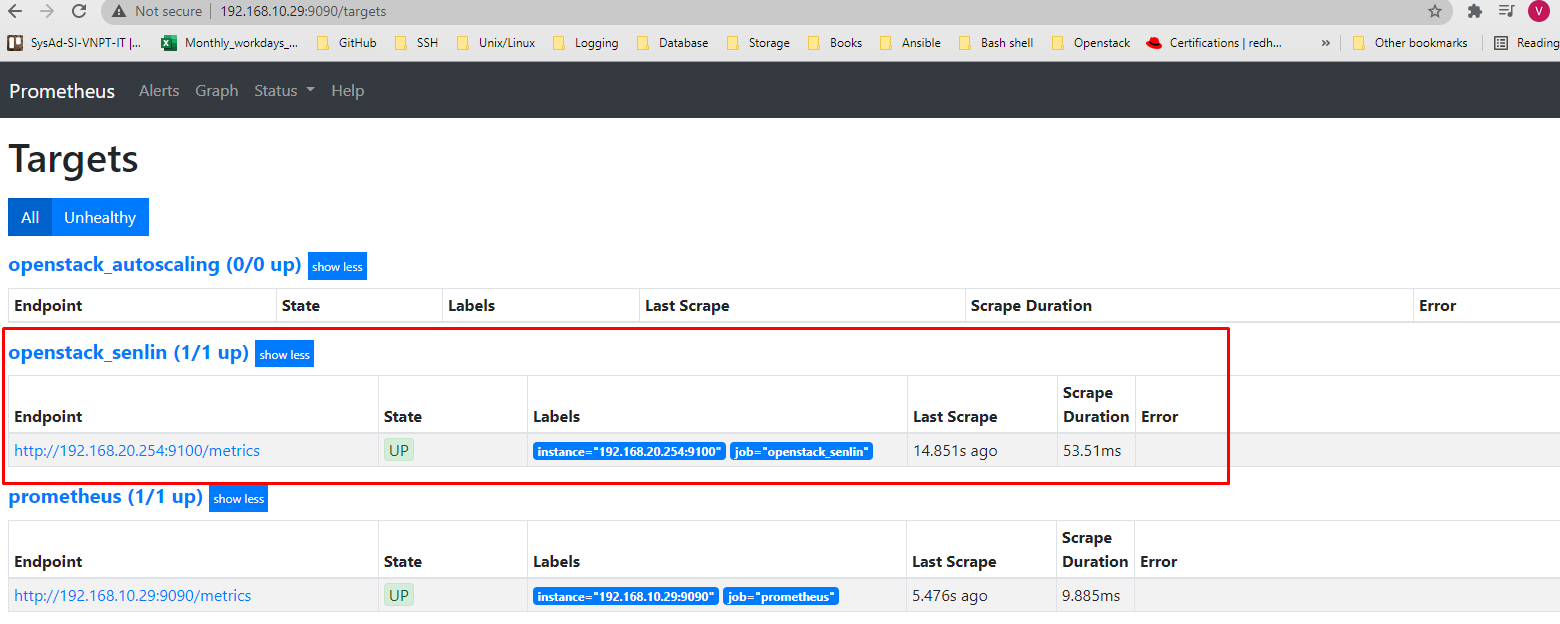 Not secure | 192.168.10.29:9090/targets
V
SysAd-SI-VNPT-IT |... Monthly_workdays_... GitHub SSH Unix/Linux Logging Database Storage Books Ansible Bash shell Openstack Certifications | redh... » Other bookmarks Reading
Prometheus Alerts Graph Status Help
Targets
All Unhealthy
openstack_autoscaling (0/0 up) show less
Endpoint State Labels Last Scrape Scrape Duration Error
openstack_senlin (1/1 up) show less
Endpoint State Labels Last Scrape Scrape Duration Error
http://192.168.20.254:9100/metrics UP instance="192.168.20.254:9100" job="openstack_senlin" 14.851s ago 53.51ms
prometheus (1/1 up) show less
Endpoint State Labels Last Scrape Scrape Duration Error
http://192.168.10.29:9090/metrics UP instance="192.168.10.29:9090" job="prometheus" 5.476s ago 9.885ms